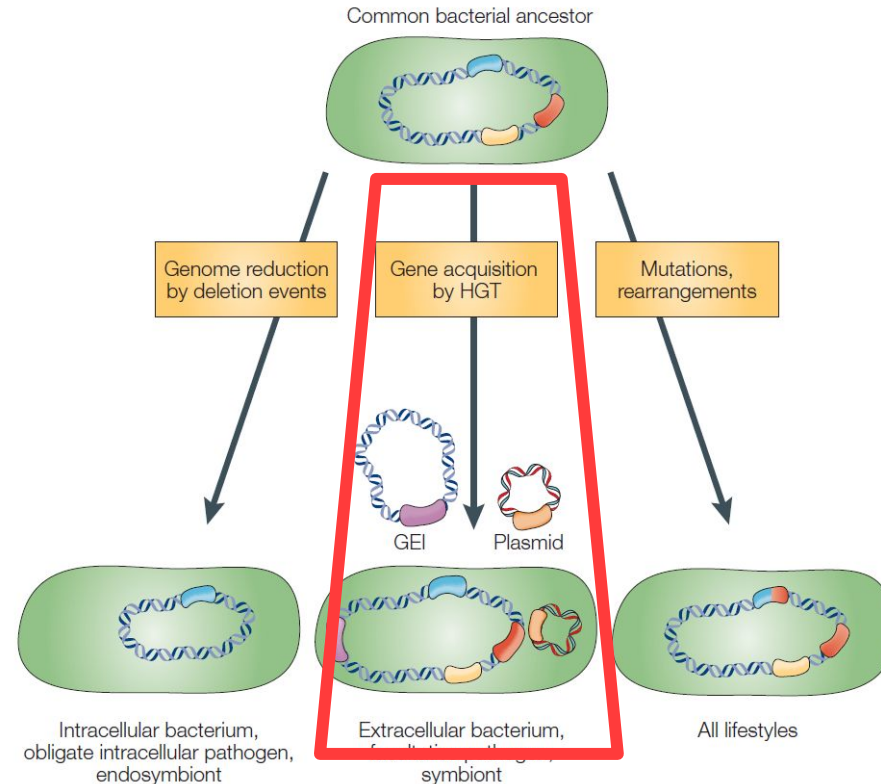 Common bacterial ancestor
Genome reduction
by deletion events
Gene acquisition
by HGT
Mutations,
rearrangements
GEI
Plasmid
Intracellular bacterium,
obligate intracellular pathogen,
endosymbiont
Extracellular bacterium,
symbiont
All lifestyles